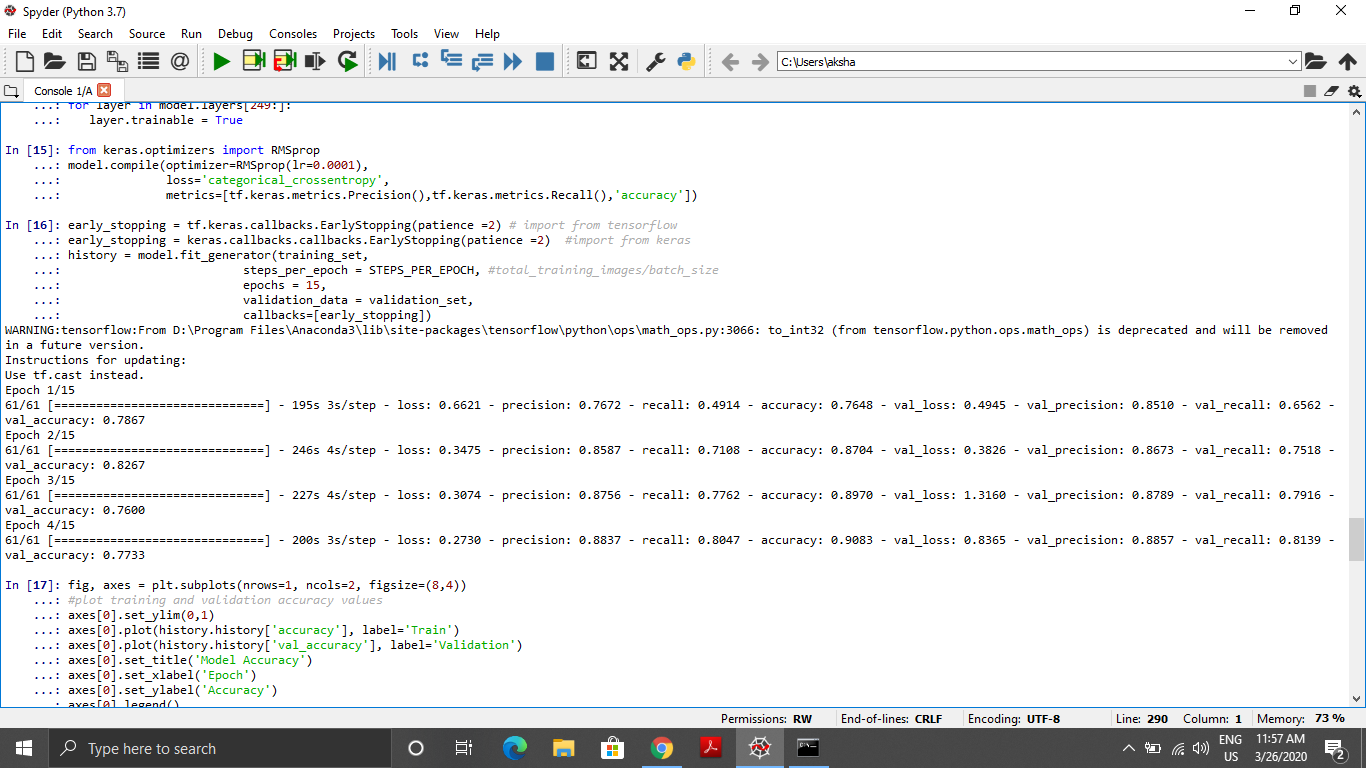 Spyder (Python 3.7)
File Edit Search Source Run Debug Consoles Projects Tools View Help
C:\Users\aksha
Console 1/A
...: for layer in model.layers[249:]:
...:    layer.trainable = True
In [15]: from keras.optimizers import RMSprop
...: model.compile(optimizer=RMSprop(lr=0.0001),
...:               loss='categorical_crossentropy',
...:               metrics=[tf.keras.metrics.Precision(),tf.keras.metrics.Recall(),'accuracy'])
In [16]: early_stopping = tf.keras.callbacks.EarlyStopping(patience =2) # import from tensorflow
...: early_stopping = keras.callbacks.callbacks.EarlyStopping(patience =2)  #import from keras
...: history = model.fit_generator(training_set,
...:                          steps_per_epoch = STEPS_PER_EPOCH, #total_training_images/batch_size
...:                          epochs = 15,
...:                          validation_data = validation_set,
...:                          callbacks=[early_stopping])
WARNING:tensorflow:From D:\Program Files\Anaconda3\lib\site-packages\tensorflow\python\ops\math_ops.py:3066: to_int32 (from tensorflow.python.ops.math_ops) is deprecated and will be removed
in a future version.
Instructions for updating:
Use tf.cast instead.
Epoch 1/15
61/61 [==============================] - 195s 3s/step - loss: 0.6621 - precision: 0.7672 - recall: 0.4914 - accuracy: 0.7648 - val_loss: 0.4945 - val_precision: 0.8510 - val_recall: 0.6562 -
val_accuracy: 0.7867
Epoch 2/15
61/61 [==============================] - 246s 4s/step - loss: 0.3475 - precision: 0.8587 - recall: 0.7108 - accuracy: 0.8704 - val_loss: 0.3826 - val_precision: 0.8673 - val_recall: 0.7518 -
val_accuracy: 0.8267
Epoch 3/15
61/61 [==============================] - 227s 4s/step - loss: 0.3074 - precision: 0.8756 - recall: 0.7762 - accuracy: 0.8970 - val_loss: 1.3160 - val_precision: 0.8789 - val_recall: 0.7916 -
val_accuracy: 0.7600
Epoch 4/15
61/61 [==============================] - 200s 3s/step - loss: 0.2730 - precision: 0.8837 - recall: 0.8047 - accuracy: 0.9083 - val_loss: 0.8365 - val_precision: 0.8857 - val_recall: 0.8139 -
val_accuracy: 0.7733
In [17]: fig, axes = plt.subplots(nrows=1, ncols=2, figsize=(8,4))
...: #plot training and validation accuracy values
...: axes[0].set_ylim(0,1)
...: axes[0].plot(history.history['accuracy'], label='Train')
...: axes[0].plot(history.history['val_accuracy'], label='Validation')
...: axes[0].set_title('Model Accuracy')
...: axes[0].set_xlabel('Epoch')
...: axes[0].set_ylabel('Accuracy')
...: axes[0].legend()
Permissions: RW End-of-lines: CRLF Encoding: UTF-8 Line: 290 Column: 1 Memory: 73 %
Type here to search
ENG 11:57 AM
US 3/26/2020
2